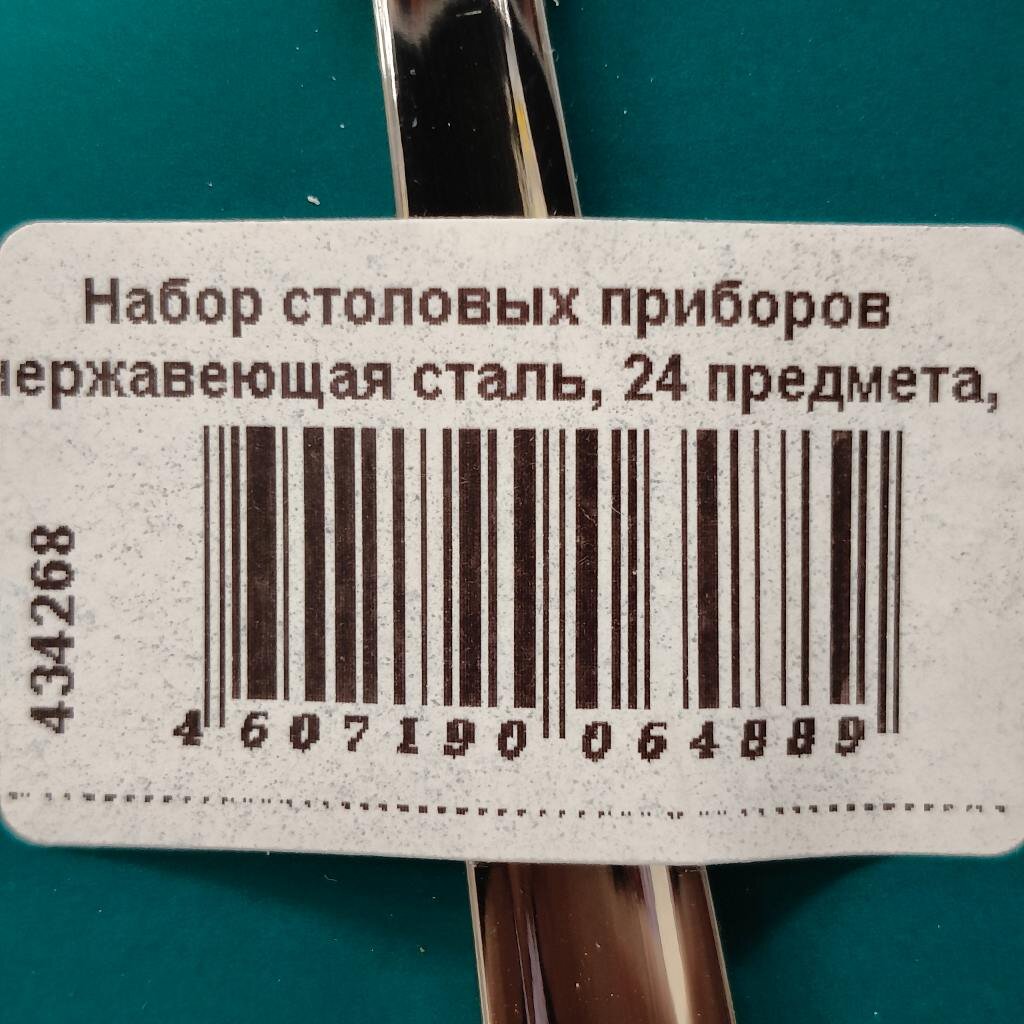 Набор столовых приборов
нержавеющая сталь, 24 предмета,
434268
4 607190 064889